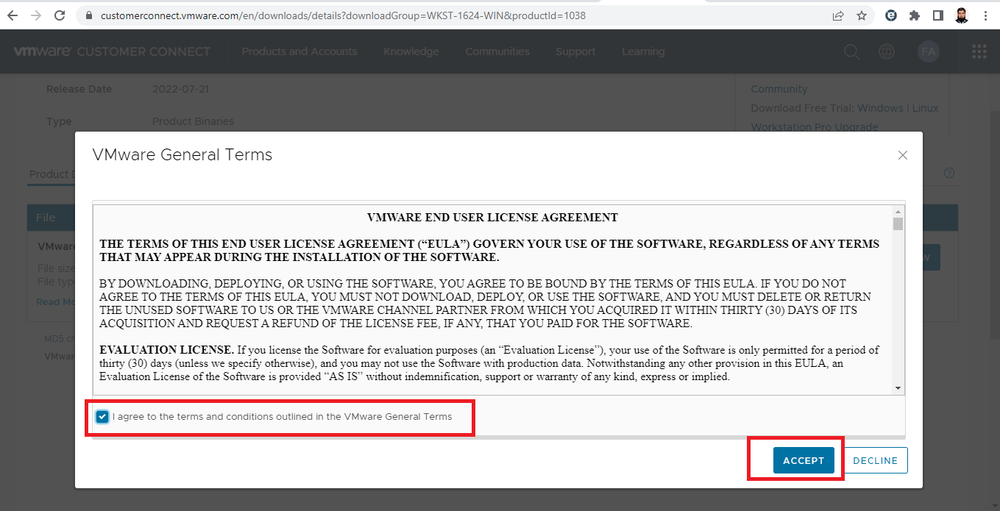 customerconnect.vmware.com/en/downloads/details?downloadGroup=WKST-1624-WIN&productId=1038
vmware® CUSTOMER CONNECT
Products and Accounts
Knowledge
Communities
Support
Learning
FA
Release Date 2022-07-21
Community
Download Free Trial: Windows | Linux
Type Product Binaries
Workstation Pro Upgrade
VMware General Terms
Product
File
VMware
File size
File typ
Read Mo
MD5 ch
VMwar
W
VMWARE END USER LICENSE AGREEMENT
THE TERMS OF THIS END USER LICENSE AGREEMENT (“EULA”) GOVERN YOUR USE OF THE SOFTWARE, REGARDLESS OF ANY TERMS
THAT MAY APPEAR DURING THE INSTALLATION OF THE SOFTWARE.
BY DOWNLOADING, DEPLOYING, OR USING THE SOFTWARE, YOU AGREE TO BE BOUND BY THE TERMS OF THIS EULA. IF YOU DO NOT
AGREE TO THE TERMS OF THIS EULA, YOU MUST NOT DOWNLOAD, DEPLOY, OR USE THE SOFTWARE, AND YOU MUST DELETE OR RETURN
THE UNUSED SOFTWARE TO US OR THE VMWARE CHANNEL PARTNER FROM WHICH YOU ACQUIRED IT WITHIN THIRTY (30) DAYS OF ITS
ACQUISITION AND REQUEST A REFUND OF THE LICENSE FEE, IF ANY, THAT YOU PAID FOR THE SOFTWARE.
EVALUATION LICENSE. If you license the Software for evaluation purposes (an “Evaluation License”), your use of the Software is only permitted for a period of
thirty (30) days (unless we specify otherwise), and you may not use the Software with production data. Notwithstanding any other provision in this EULA, an
Evaluation License of the Software is provided “AS IS” without indemnification, support or warranty of any kind, express or implied.
I agree to the terms and conditions outlined in the VMware General Terms
ACCEPT
DECLINE